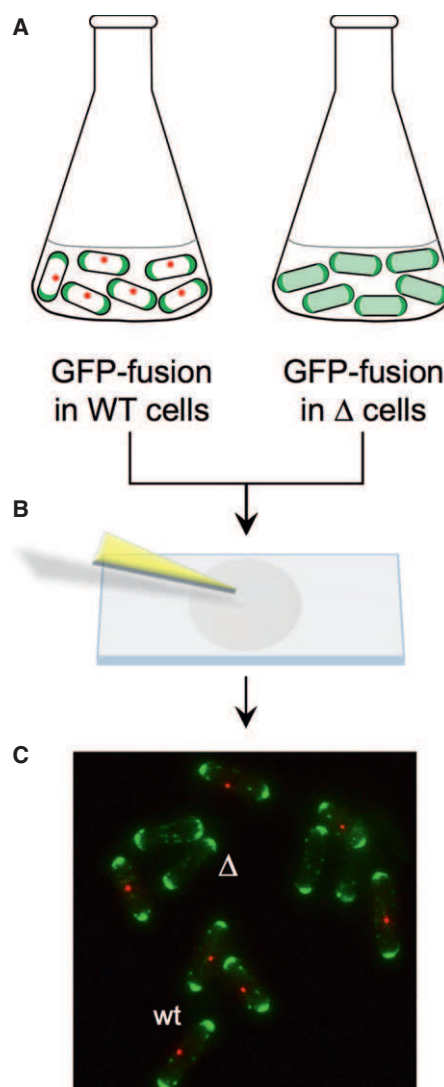 A
GFP-fusion
in WT cells
GFP-fusion
in Δ cells
B
C
Δ
wt